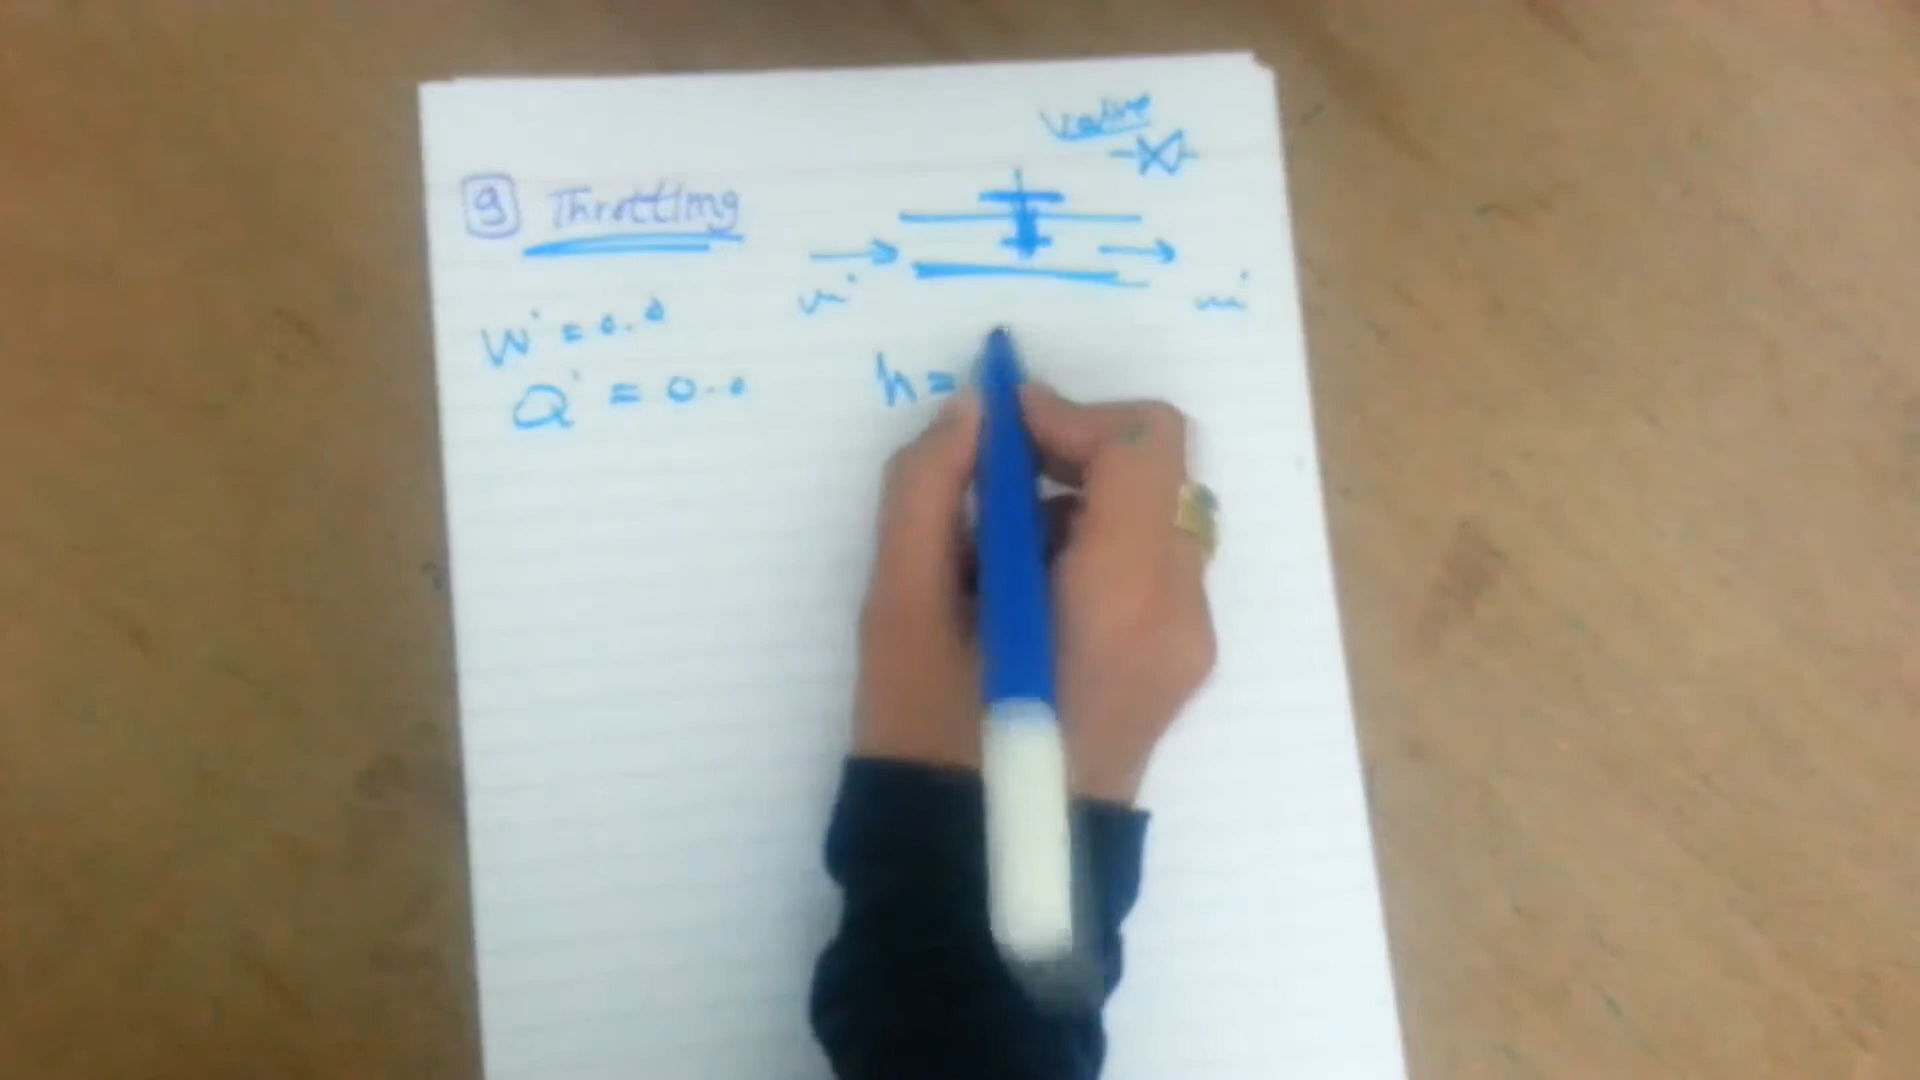 Valve
9 Throttling
ṁ ṁ
Ẇ = 0.0
Q̇ = 0.0 h =